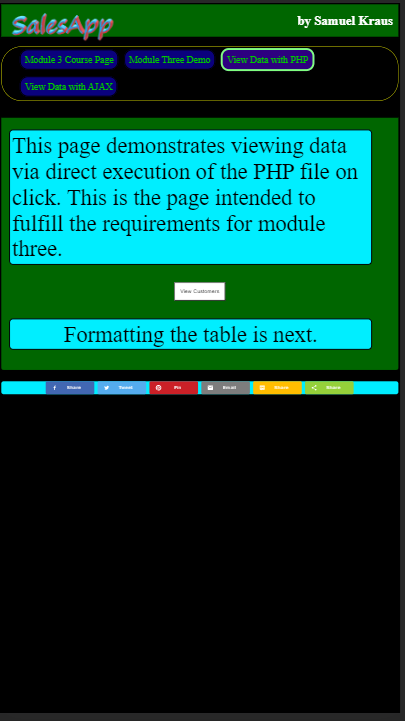 SalesApp
by Samuel Kraus
Module 3 Course Page
Module Three Demo
View Data with PHP
View Data with AJAX
This page demonstrates viewing data
via direct execution of the PHP file on
click. This is the page intended to
fulfill the requirements for module
three.
View Customers
Formatting the table is next.
Share
Tweet
Pin
Email
Share
Share